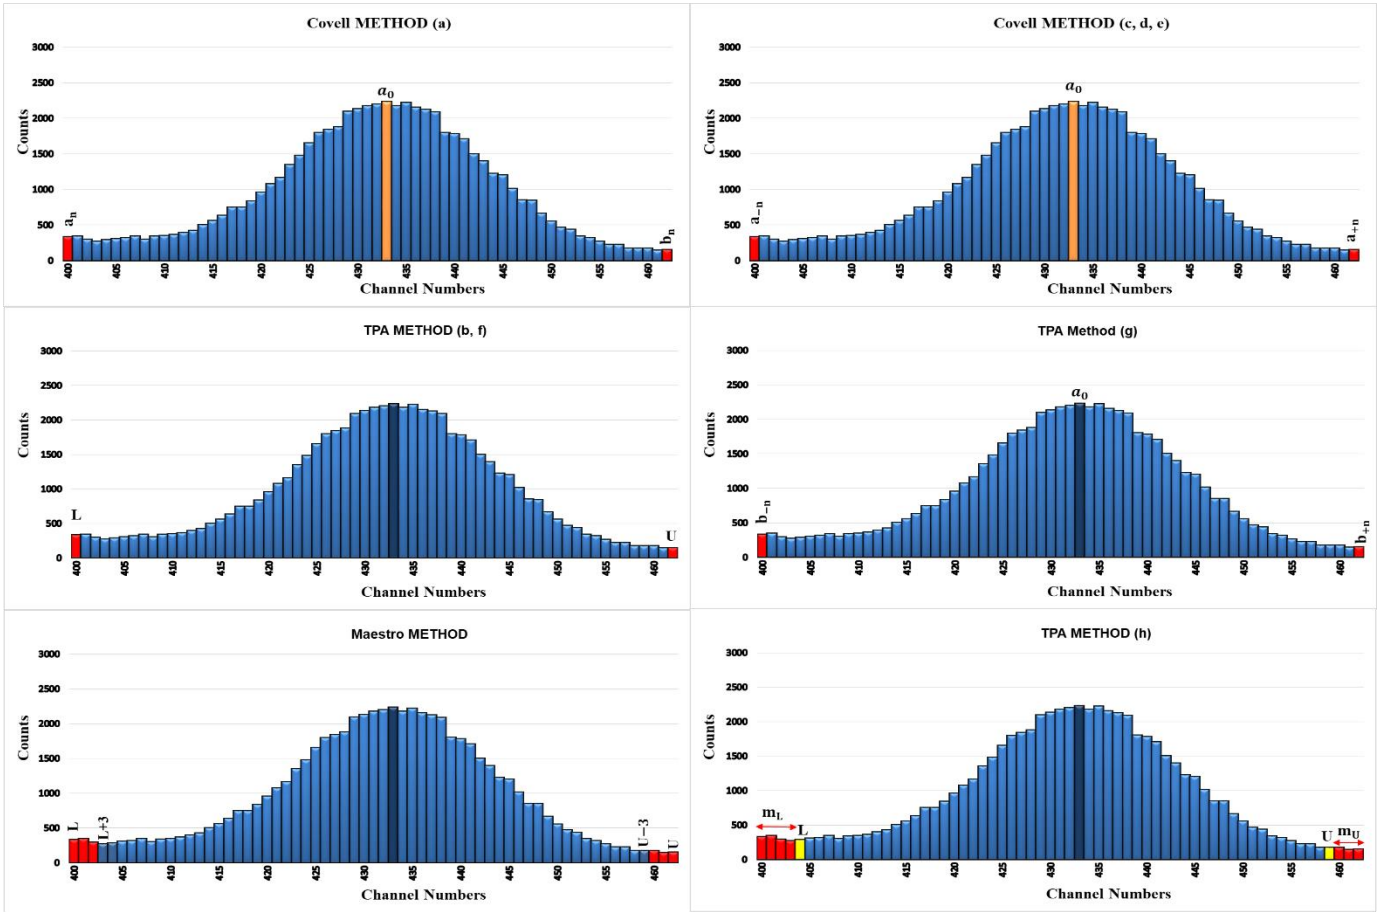 Covell METHOD (a)
3000
2500
2000
1500
1000
500
0
Counts
aₙ
a₀
bₙ
400 405 410 415 420 425 430 435 440 445 450 455 460
Channel Numbers
Covell METHOD (c, d, e)
3000
2500
2000
1500
1000
500
0
Counts
a₋ₙ
a₀
a₊ₙ
400 405 410 415 420 425 430 435 440 445 450 455 460
Channel Numbers
TPA METHOD (b, f)
3000
2500
2000
1500
1000
500
0
Counts
L
U
400 405 410 415 420 425 430 435 440 445 450 455 460
Channel Numbers
TPA Method (g)
3000
2500
2000
1500
1000
500
0
Counts
b₋ₙ
a₀
b₊ₙ
400 405 410 415 420 425 430 435 440 445 450 455 460
Channel Numbers
Maestro METHOD
3000
2500
2000
1500
1000
500
0
Counts
L
L+3
U−3
U
400 405 410 415 420 425 430 435 440 445 450 455 460
Channel Numbers
TPA METHOD (h)
3000
2500
2000
1500
1000
500
0
Counts
m_L
L
U
m_U
400 405 410 415 420 425 430 435 440 445 450 455 460
Channel Numbers